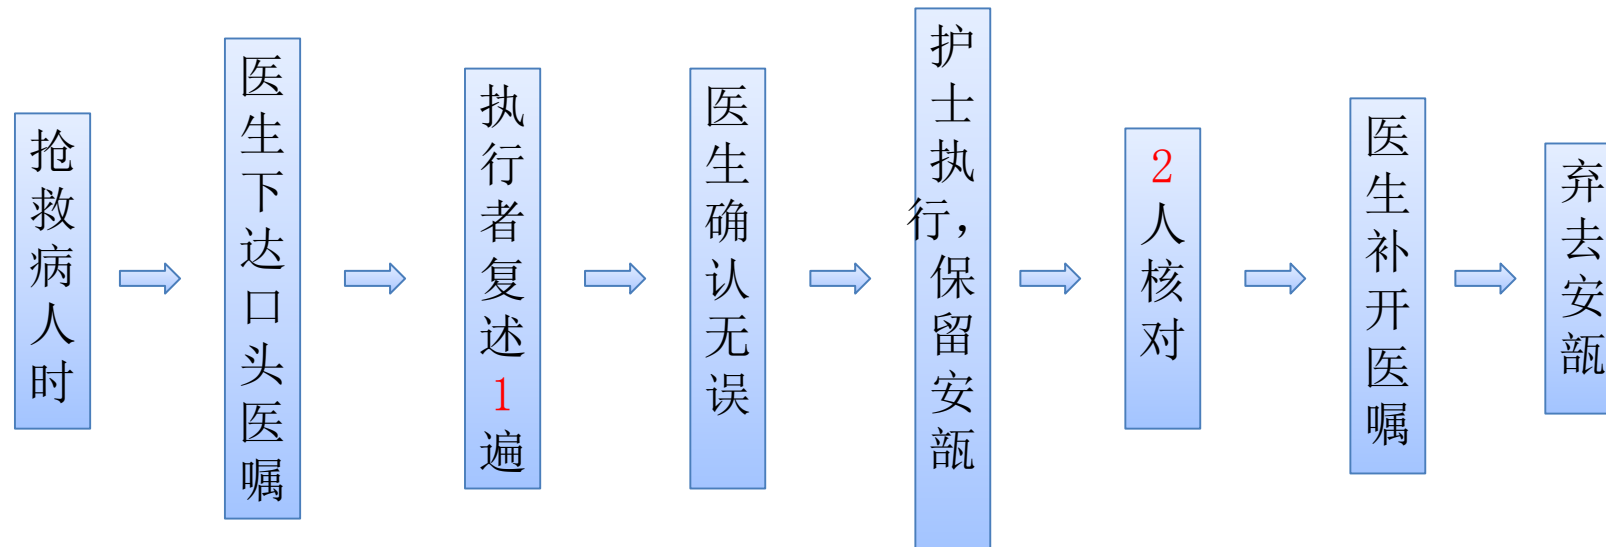 抢救病人时
医生下达口头医嘱
执行者复述1遍
医生确认无误
护士执行，保留安瓿
2人核对
医生补开医嘱
弃去安瓿